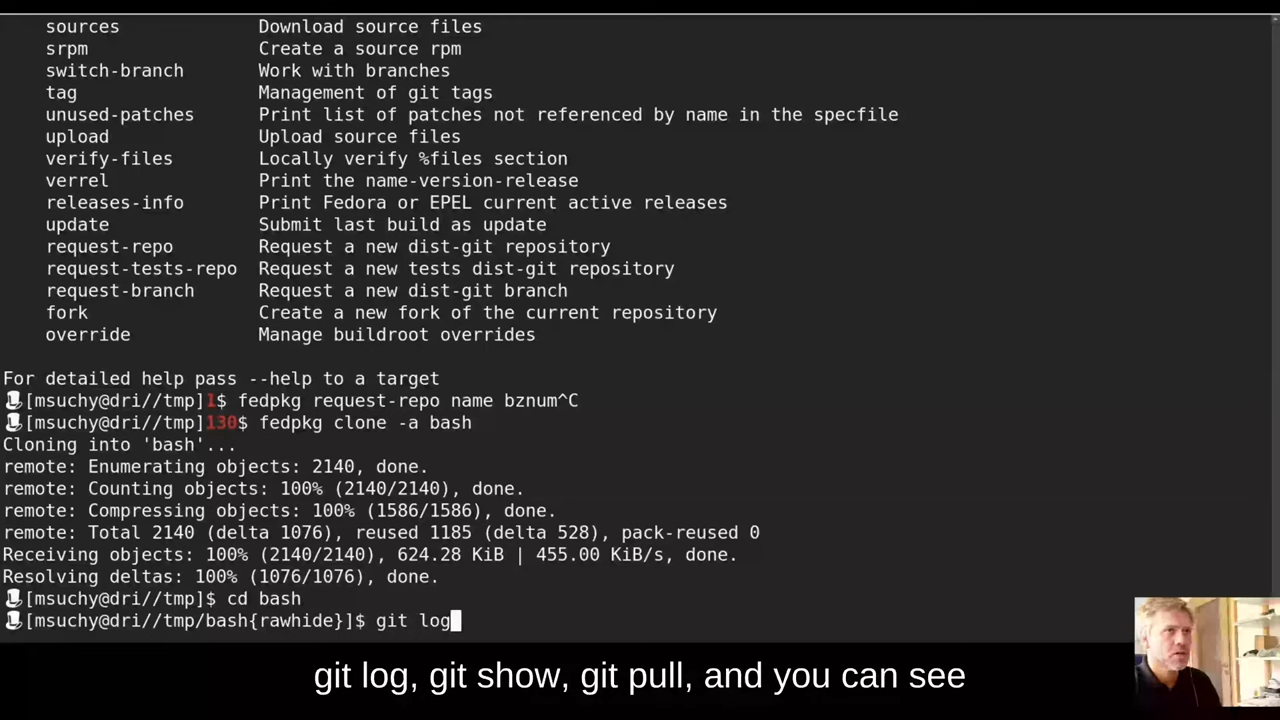 sources Download source files
srpm Create a source rpm
switch-branch Work with branches
tag Management of git tags
unused-patches Print list of patches not referenced by name in the specfile
upload Upload source files
verify-files Locally verify %files section
verrel Print the name-version-release
releases-info Print Fedora or EPEL current active releases
update Submit last build as update
request-repo Request a new dist-git repository
request-tests-repo Request a new tests dist-git repository
request-branch Request a new dist-git branch
fork Create a new fork of the current repository
override Manage buildroot overrides
For detailed help pass --help to a target
[msuchy@dri//tmp]1$ fedpkg request-repo name bznum^C
[msuchy@dri//tmp]130$ fedpkg clone -a bash
Cloning into 'bash'...
remote: Enumerating objects: 2140, done.
remote: Counting objects: 100% (2140/2140), done.
remote: Compressing objects: 100% (1586/1586), done.
remote: Total 2140 (delta 1076), reused 1185 (delta 528), pack-reused 0
Receiving objects: 100% (2140/2140), 624.28 KiB | 455.00 KiB/s, done.
Resolving deltas: 100% (1076/1076), done.
[msuchy@dri//tmp]$ cd bash
[msuchy@dri//tmp/bash{rawhide}]$ git log
git log, git show, git pull, and you can see